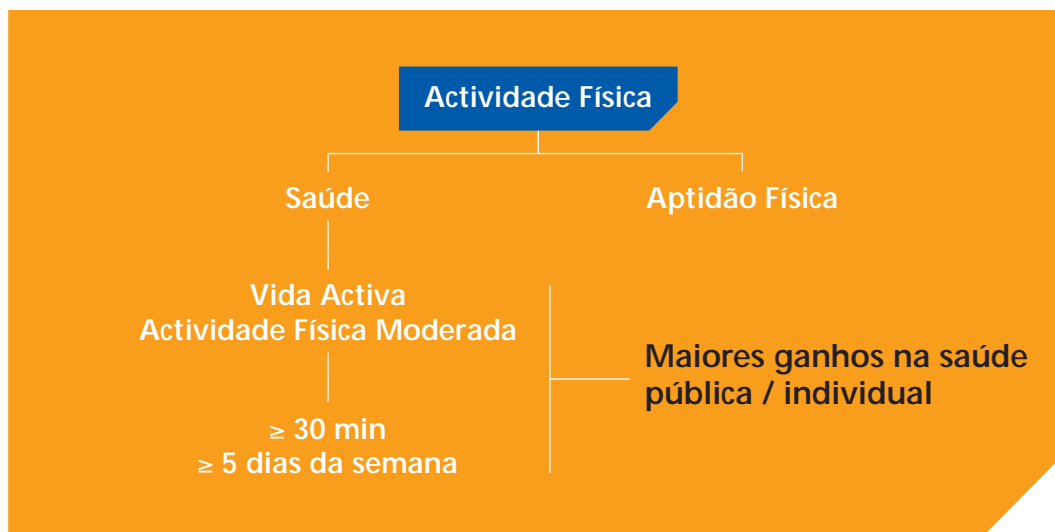 Actividade Física
Saúde
Aptidão Física
Vida Activa
Actividade Física Moderada
Maiores ganhos na saúde
pública / individual
≥ 30 min
≥ 5 dias da semana